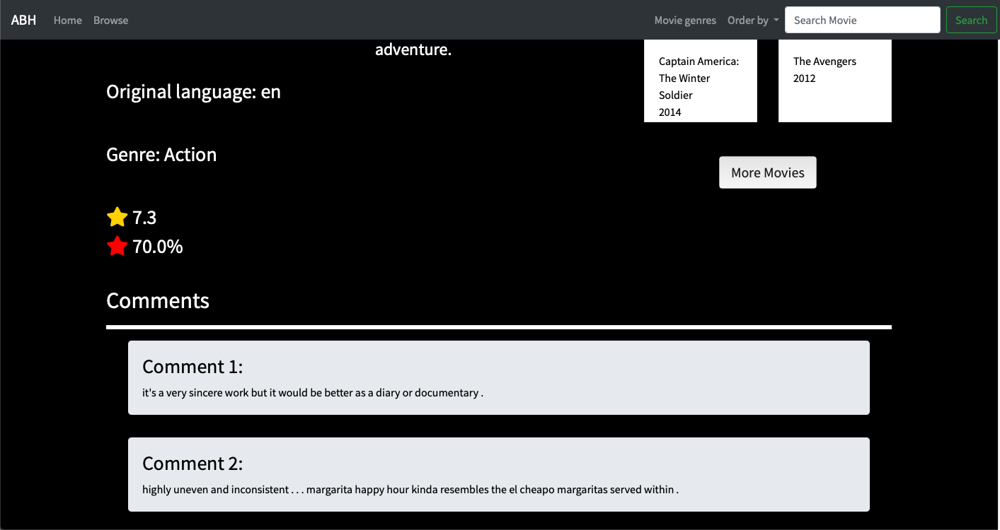 ABH Home Browse Movie genres Order by Search Movie Search
adventure.
Captain America:
The Winter
Soldier
2014
The Avengers
2012
Original language: en
Genre: Action
More Movies
7.3
70.0%
Comments
Comment 1:
it's a very sincere work but it would be better as a diary or documentary .
Comment 2:
highly uneven and inconsistent . . . margarita happy hour kinda resembles the el cheapo margaritas served within .